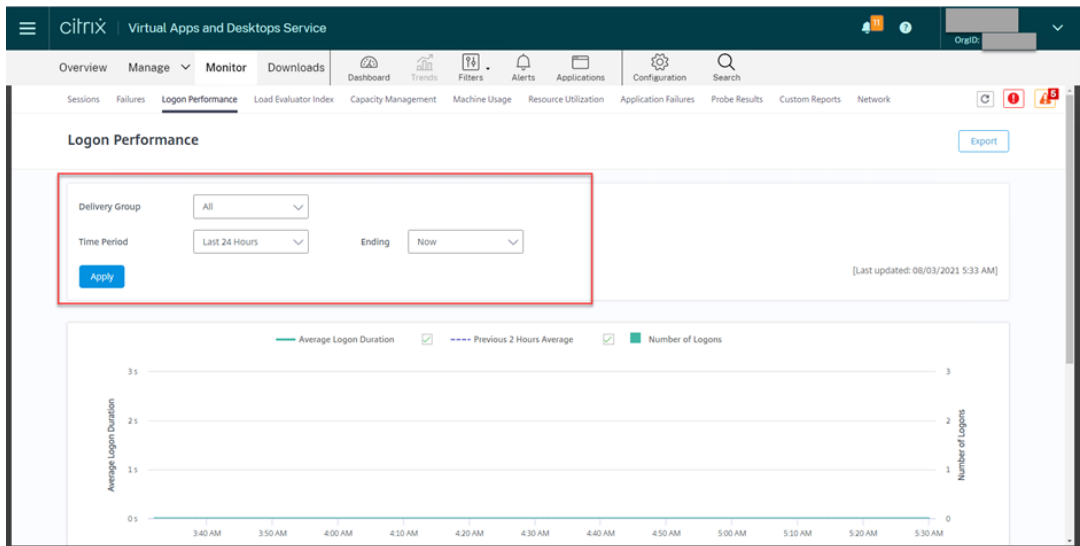 citrix Virtual Apps and Desktops Service 11 ?
OrgID:
Overview Manage Monitor Downloads Dashboard Trends Filters Alerts Applications Configuration Search
Sessions Failures Logon Performance Load Evaluator Index Capacity Management Machine Usage Resource Utilization Application Failures Probe Results Custom Reports Network 5
Logon Performance Export
Delivery Group All
Time Period Last 24 Hours Ending Now
Apply [Last updated: 08/03/2021 5:33 AM]
Average Logon Duration Previous 2 Hours Average Number of Logons
3 s 3
2 s 2
1 s 1
0 s 0
Average Logon Duration
Number of Logons
3:40 AM 3:50 AM 4:00 AM 4:10 AM 4:20 AM 4:30 AM 4:40 AM 4:50 AM 5:00 AM 5:10 AM 5:20 AM 5:30 AM